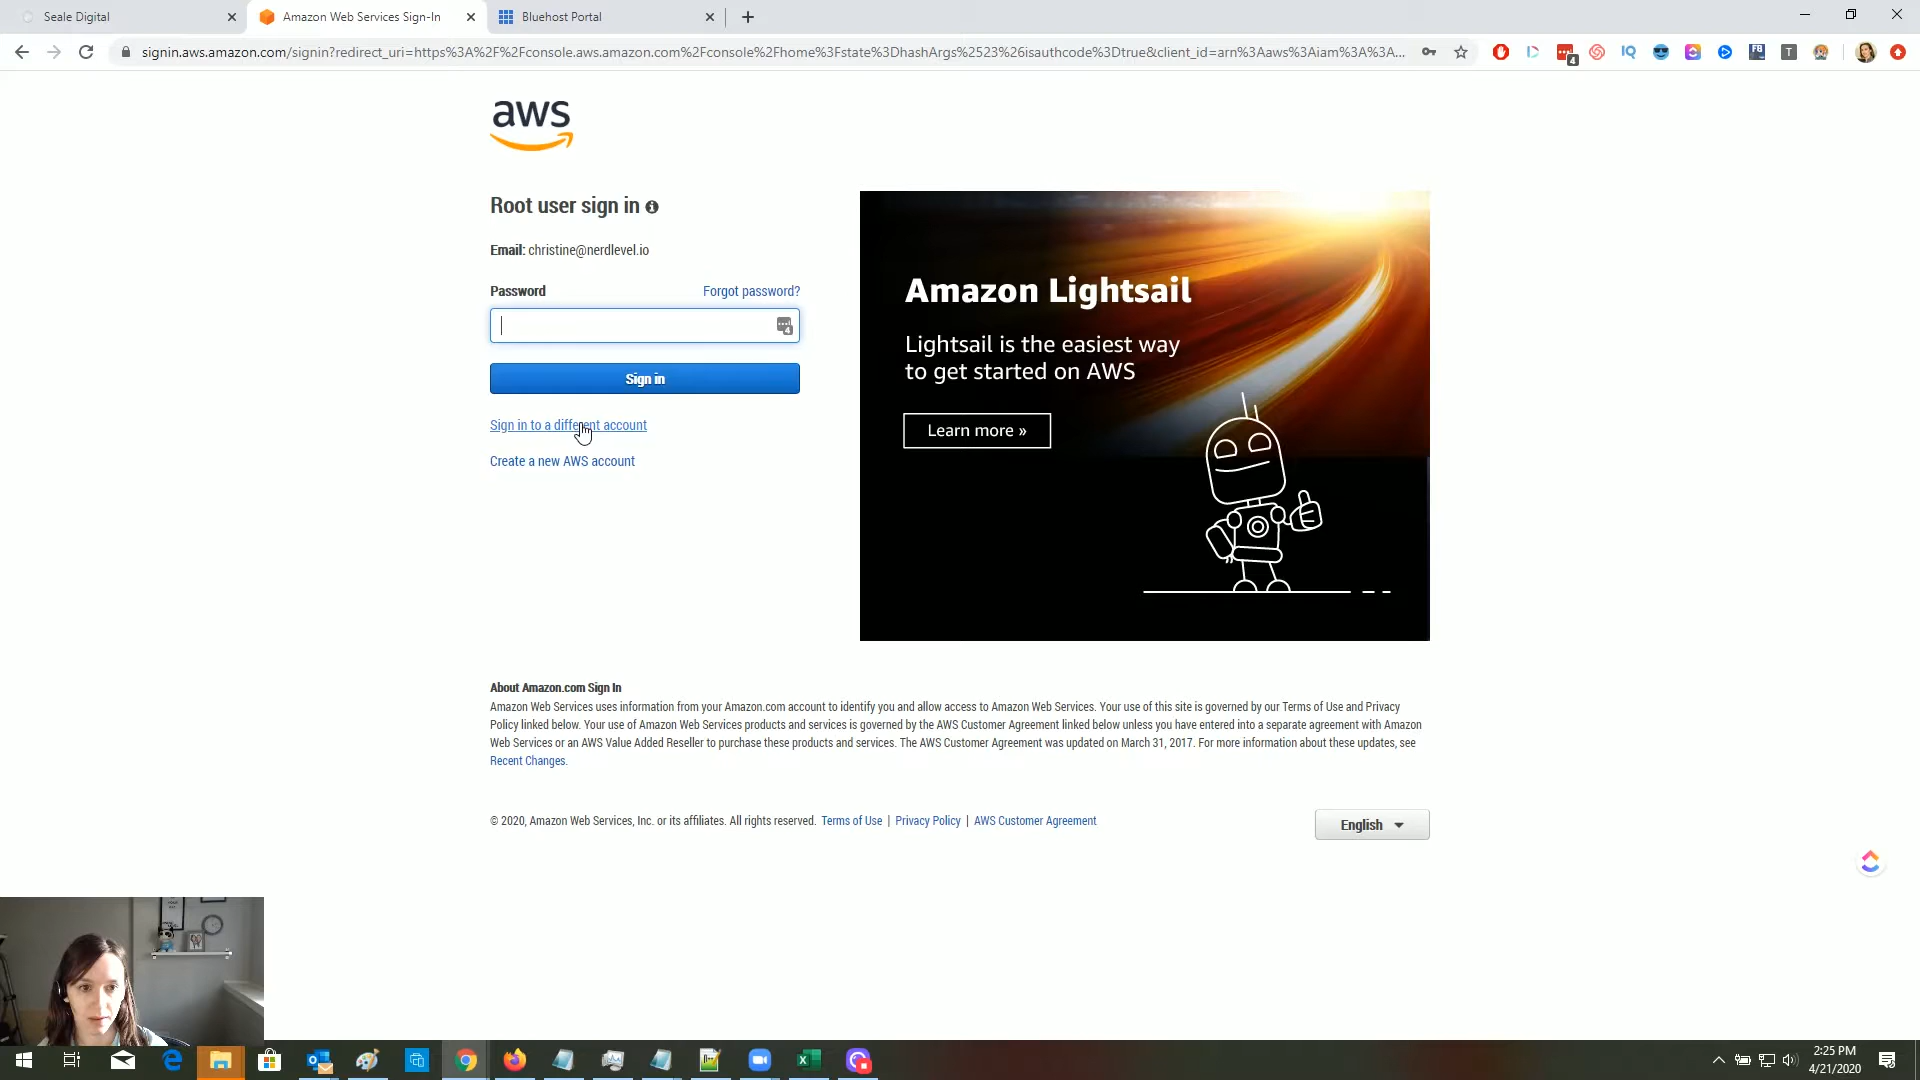 Seale Digital
Amazon Web Services Sign-In
Bluehost Portal
signin.aws.amazon.com/signin?redirect_uri=https%3A%2F%2Fconsole.aws.amazon.com%2Fconsole%2Fhome%3Fstate%3DhashArgs%2523%26isauthcode%3Dtrue&client_id=arn%3Aaws%3Aiam%3A%3A...
4
IQ
FB
T
aws
Root user sign in
Email: christine@nerdlevel.io
Password
Forgot password?
4
Sign in
Sign in to a different account
Create a new AWS account
Amazon Lightsail
Lightsail is the easiest way
to get started on AWS
Learn more »
About Amazon.com Sign In
Amazon Web Services uses information from your Amazon.com account to identify you and allow access to Amazon Web Services. Your use of this site is governed by our Terms of Use and Privacy
Policy linked below. Your use of Amazon Web Services products and services is governed by the AWS Customer Agreement linked below unless you have entered into a separate agreement with Amazon
Web Services or an AWS Value Added Reseller to purchase these products and services. The AWS Customer Agreement was updated on March 31, 2017. For more information about these updates, see
Recent Changes.
© 2020, Amazon Web Services, Inc. or its affiliates. All rights reserved. Terms of Use | Privacy Policy | AWS Customer Agreement
English
2:25 PM
4/21/2020